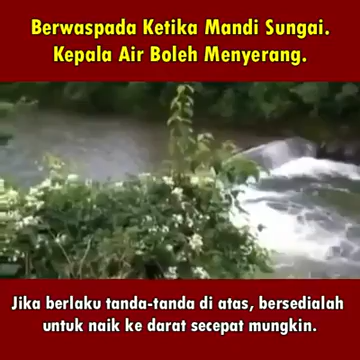 Berwaspada Ketika Mandi Sungai.
Kepala Air Boleh Menyerang.
Jika berlaku tanda-tanda di atas, bersedialah
untuk naik ke darat secepat mungkin.